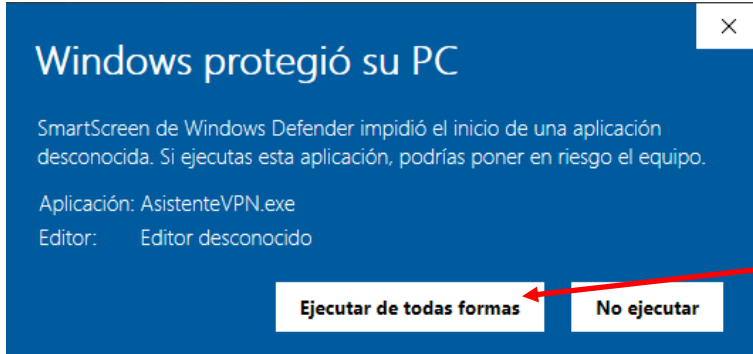 Windows protegió su PC
SmartScreen de Windows Defender impidió el inicio de una aplicación
desconocida. Si ejecutas esta aplicación, podrías poner en riesgo el equipo.
Aplicación: AsistenteVPN.exe
Editor: Editor desconocido
Ejecutar de todas formas No ejecutar